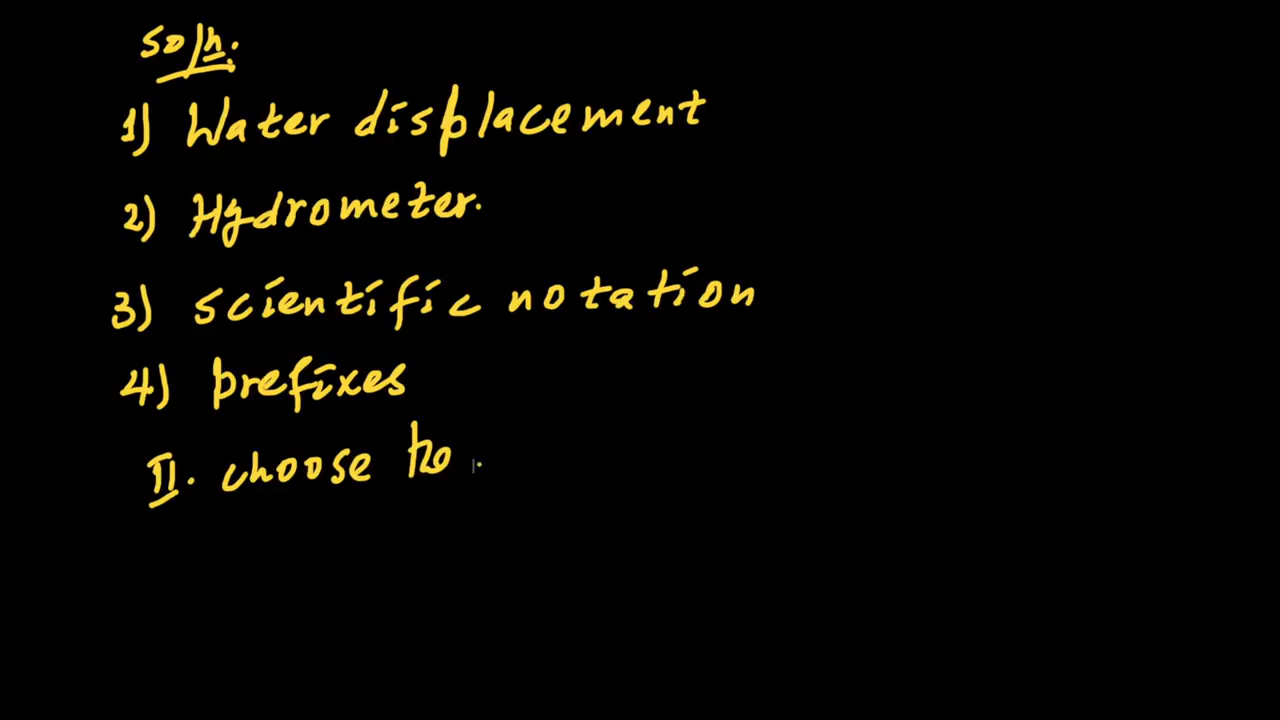 Soln.
1) Water displacement
2) Hydrometer.
3) scientific notation
4) prefixes
II. choose